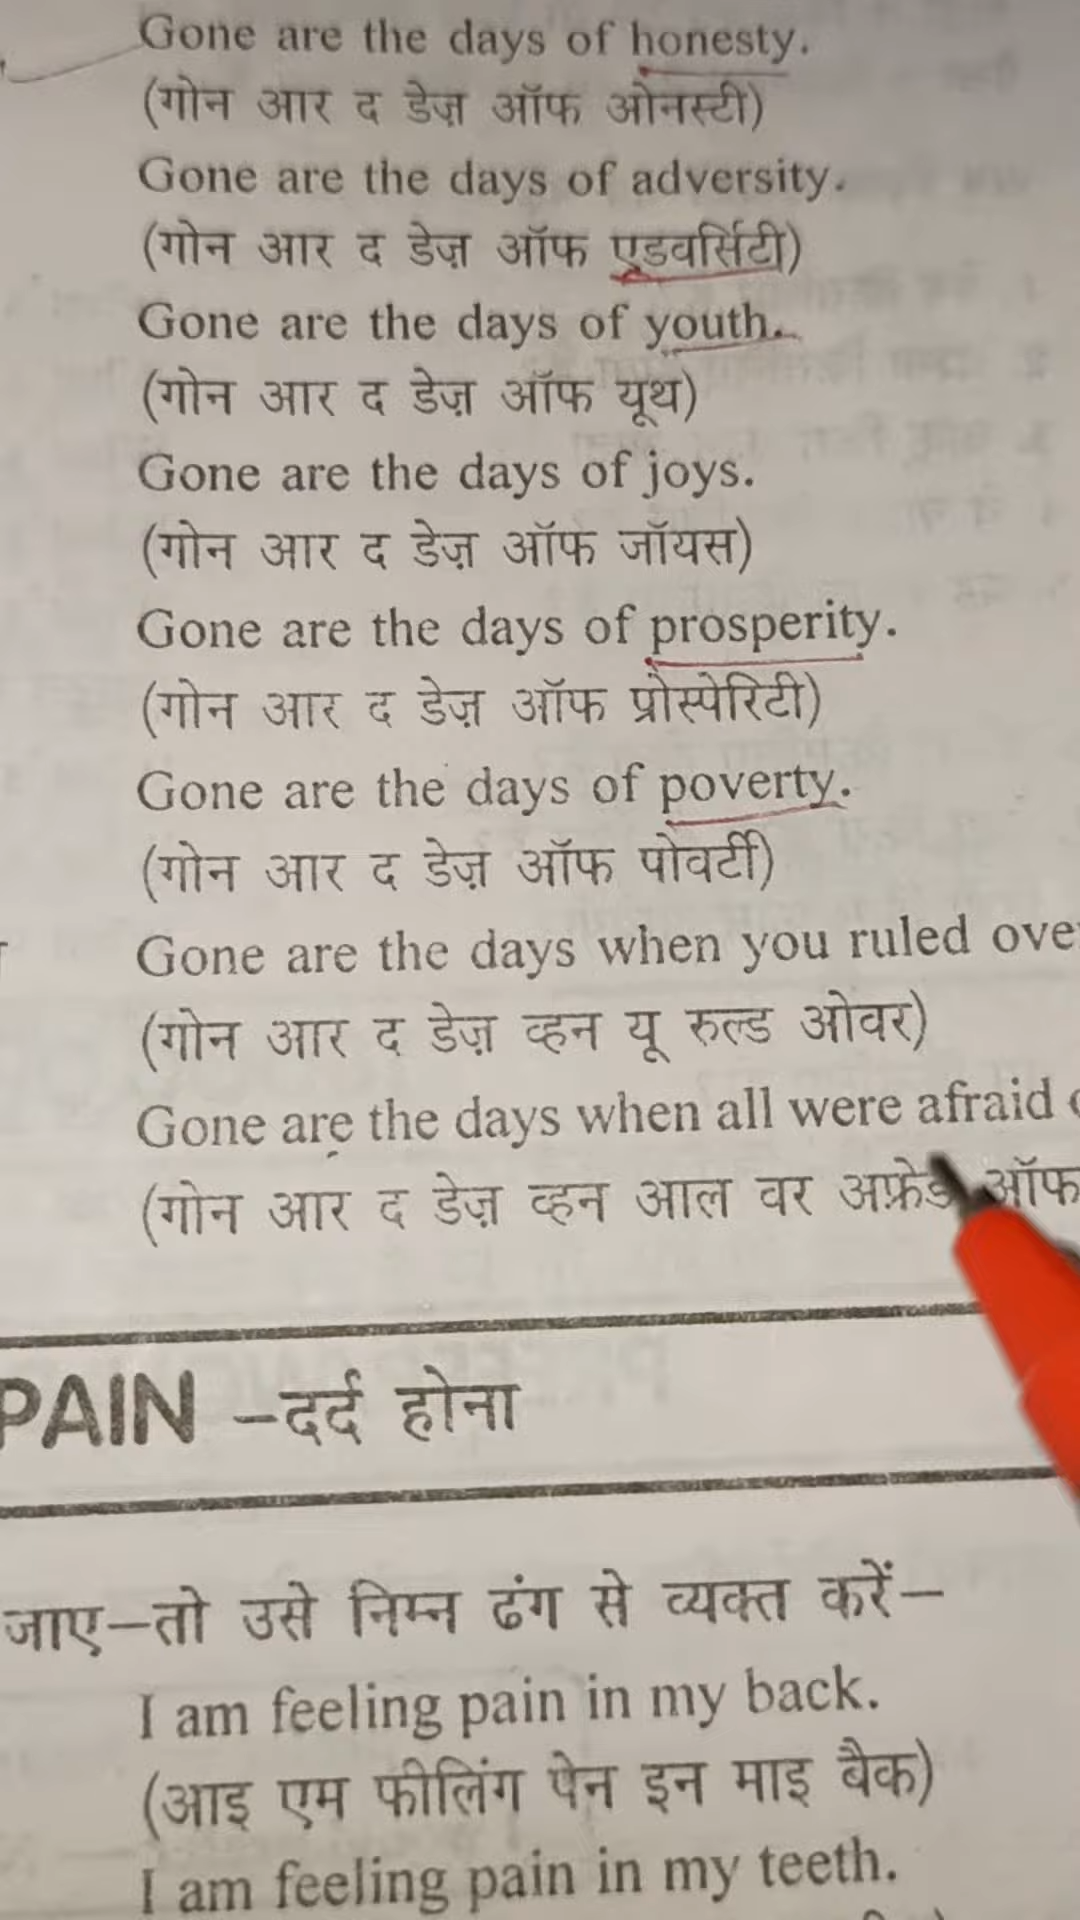 Gone are the days of honesty.
(गोन आर द डेज़ ऑफ ओनस्टी)
Gone are the days of adversity.
(गोन आर द डेज़ ऑफ एडवर्सिटी)
Gone are the days of youth.
(गोन आर द डेज़ ऑफ यूथ)
Gone are the days of joys.
(गोन आर द डेज़ ऑफ जॉयस)
Gone are the days of prosperity.
(गोन आर द डेज़ ऑफ प्रोस्पेरिटी)
Gone are the days of poverty.
(गोन आर द डेज़ ऑफ पोवर्टी)
Gone are the days when you ruled over
(गोन आर द डेज़ व्हन यू रुल्ड ओवर)
Gone are the days when all were afraid
(गोन आर द डेज़ व्हन आल वर अफ्रेड ऑफ
PAIN –दर्द होना
जाए–तो उसे निम्न ढंग से व्यक्त करें–
I am feeling pain in my back.
(आइ एम फीलिंग पेन इन माइ बैक)
I am feeling pain in my teeth.